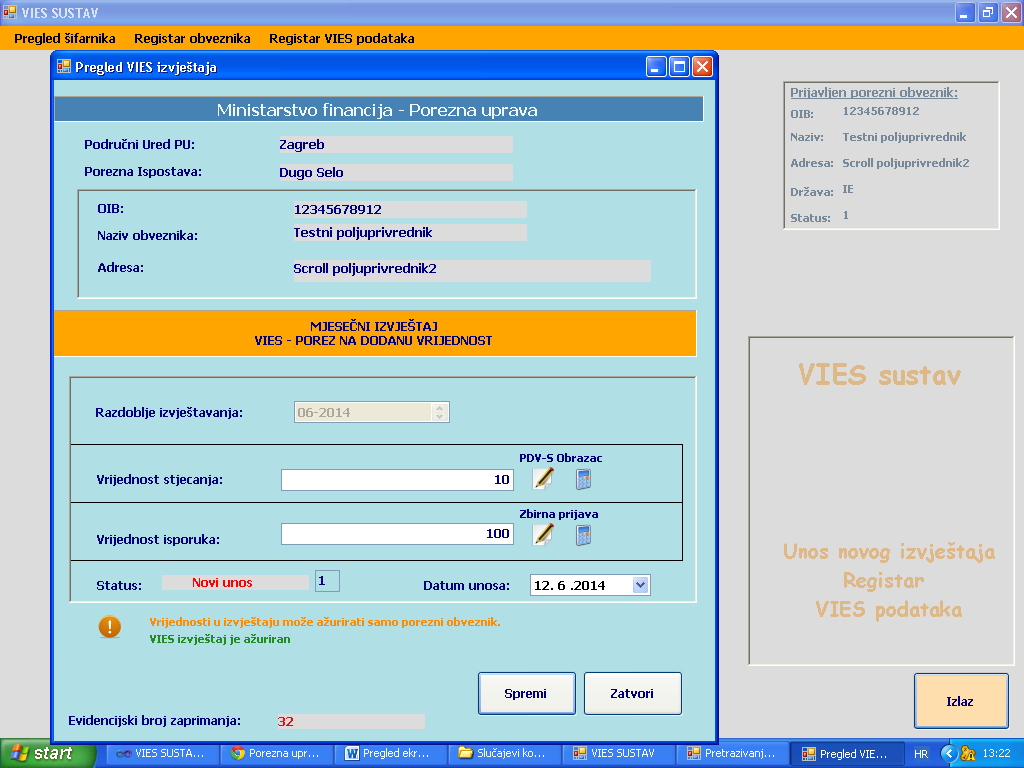 VIES SUSTAV
Pregled šifarnika Registar obveznika Registar VIES podataka
Pregled VIES izvještaja
Ministarstvo financija - Porezna uprava
Područni Ured PU: Zagreb
Porezna Ispostava: Dugo Selo
OIB: 12345678912
Naziv obveznika: Testni poljuprivrednik
Adresa: Scroll poljuprivrednik2
MJESEČNI IZVJEŠTAJ
VIES - POREZ NA DODANU VRIJEDNOST
Razdoblje izvještavanja: 06-2014
PDV-S Obrazac
Vrijednost stjecanja: 10
Zbirna prijava
Vrijednost isporuka: 100
Status: Novi unos 1 Datum unosa: 12. 6 .2014
Vrijednosti u izvještaju može ažurirati samo porezni obveznik.
VIES izvještaj je ažuriran
Spremi Zatvori
Evidencijski broj zaprimanja: 32
Prijavljen porezni obveznik:
OIB: 12345678912
Naziv: Testni poljuprivrednik
Adresa: Scroll poljuprivrednik2
Država: IE
Status: 1
VIES sustav
Unos novog izvještaja
Registar
VIES podataka
Izlaz
start VIES SUSTA... Porezna upr... Pregled ekr... Slučajevi ko... VIES SUSTAV Pretrazivanj... Pregled VIE... HR 13:22